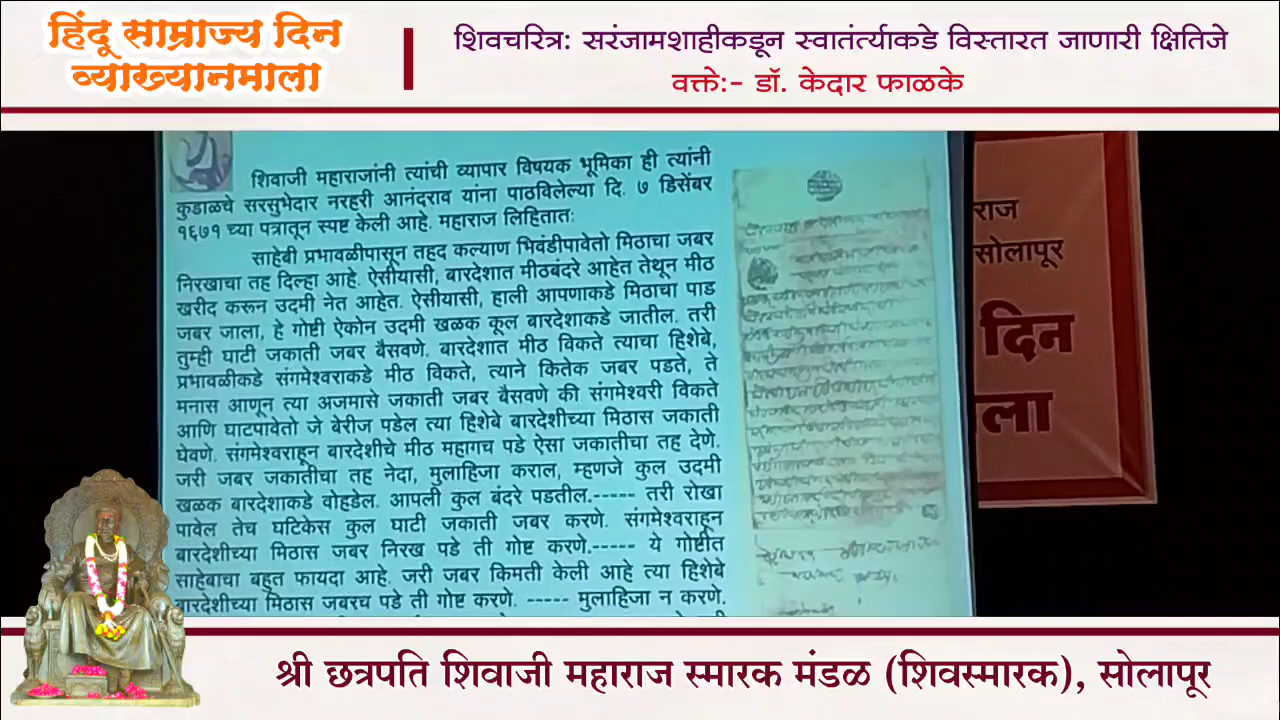 हिंदू साम्राज्य दिन
व्याख्यानमाला
शिवचरित्र: सरंजामशाहीकडून स्वातंत्र्याकडे विस्तारत जाणारी क्षितिजे
वक्ते:- डॉ. केदार फाळके
शिवाजी महाराजांनी त्यांची व्यापार विषयक भूमिका ही त्यांनी
कुडाळचे सरसुभेदार नरहरी आनंदराव यांना पाठविलेल्या दि. ७ डिसेंबर
१६७१ च्या पत्रातून स्पष्ट केली आहे. महाराज लिहितात:
साहेबी प्रभावळीपासून तहद कल्याण भिवंडीपावेतो मिठाचा जबर
निरखाचा तह दिल्हा आहे. ऐसीयासी, बारदेशात मीठबंदरे आहेत तेथून मीठ
खरीद करून उदमी नेत आहेत. ऐसीयासी, हाली आपणाकडे मिठाचा पाड
जबर जाला, हे गोष्टी ऐकोन उदमी खळक कूल बारदेशाकडे जातील. तरी
तुम्ही घाटी जकाती जबर बैसवणे. बारदेशात मीठ विकते त्याचा हिशेबे,
प्रभावळीकडे संगमेश्वराकडे मीठ विकते, त्याने कितेक जबर पडते, ते
मनास आणून त्या अजमासे जकाती जबर बैसवणे की संगमेश्वरी विकते
आणि घाटपावेतो जे बेरीज पडेल त्या हिशेबे बारदेशीच्या मिठास जकाती
घेवणे. संगमेश्वराहून बारदेशीचे मीठ महागच पडे ऐसा जकातीचा तह देणे.
जरी जबर जकातीचा तह नेदा, मुलाहिजा कराल, म्हणजे कुल उदमी
खळक बारदेशाकडे वोहडेल. आपली कुल बंदरे पडतील.----- तरी रोखा
पावेल तेच घटिकेस कुल घाटी जकाती जबर करणे. संगमेश्वराहून
बारदेशीच्या मिठास जबर निरख पडे ती गोष्ट करणे.----- ये गोष्टीत
साहेबाचा बहुत फायदा आहे. जरी जबर किमती केली आहे त्या हिशेबे
बारदेशीच्या मिठास जबरच पडे ती गोष्ट करणे. ----- मुलाहिजा न करणे.
राज
सोलापूर
दिन
ला
श्री छत्रपति शिवाजी महाराज स्मारक मंडळ (शिवस्मारक), सोलापूर